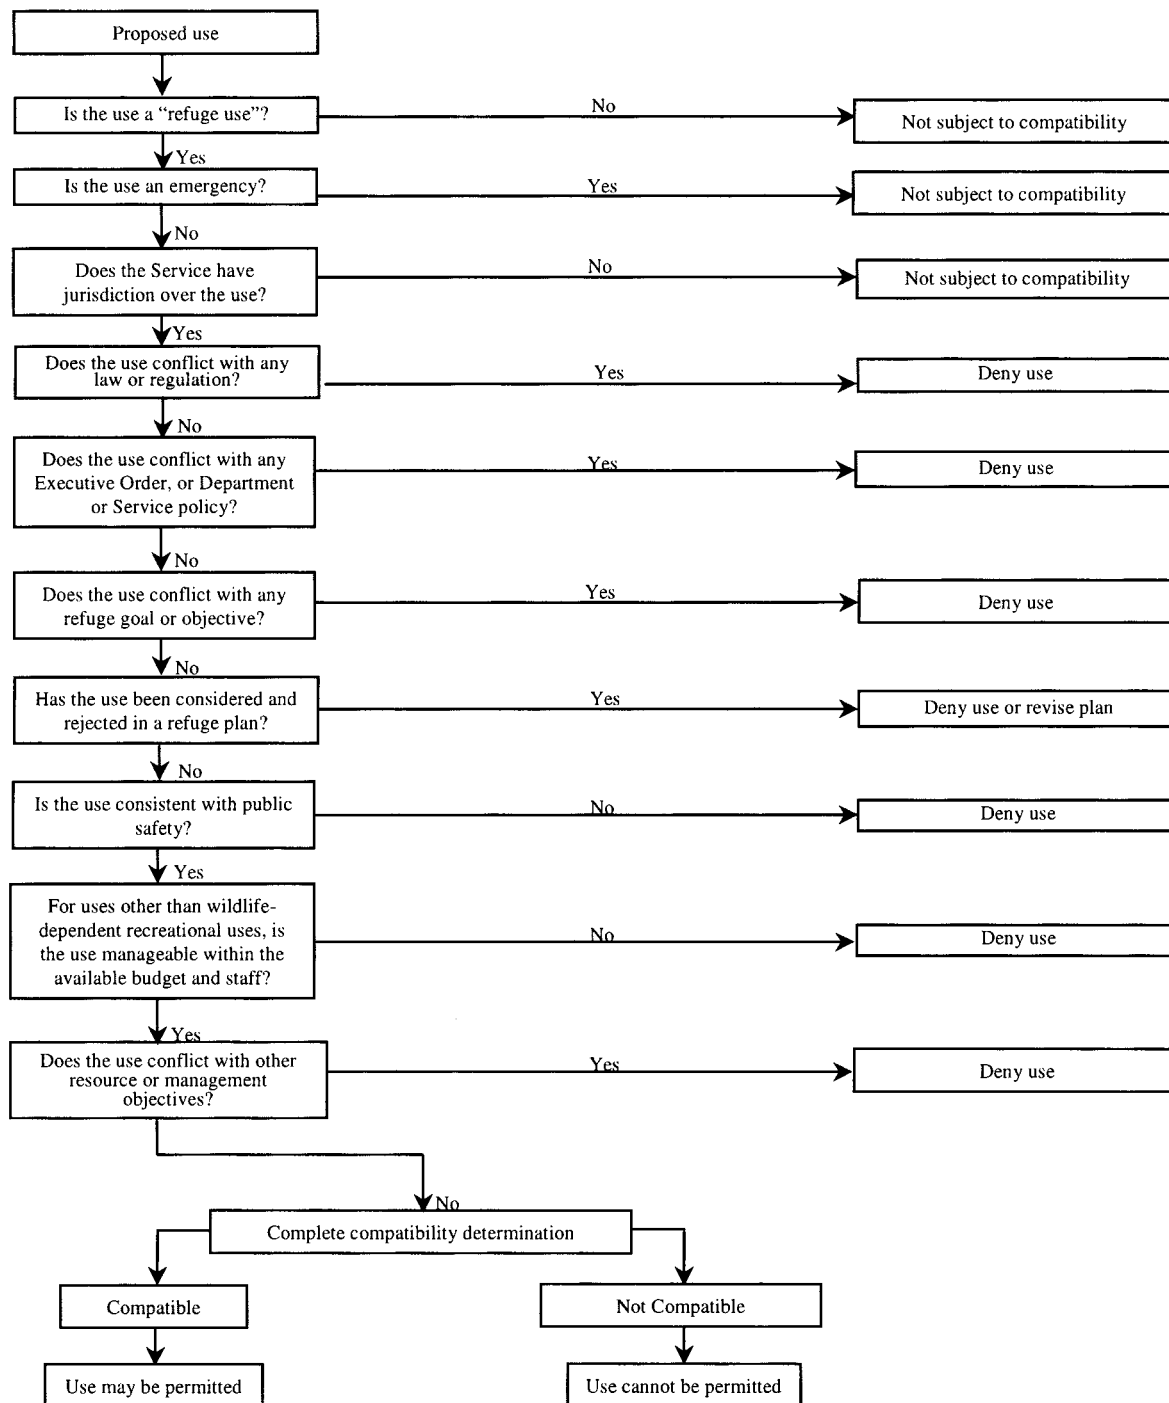 Proposed use
Is the use a “refuge use”?
No
Not subject to compatibility
Yes
Is the use an emergency?
Yes
Not subject to compatibility
No
Does the Service have
jurisdiction over the use?
No
Not subject to compatibility
Yes
Does the use conflict with any
law or regulation?
Yes
Deny use
No
Does the use conflict with any
Executive Order, or Department
or Service policy?
Yes
Deny use
No
Does the use conflict with any
refuge goal or objective?
Yes
Deny use
No
Has the use been considered and
rejected in a refuge plan?
Yes
Deny use or revise plan
No
Is the use consistent with public
safety?
No
Deny use
Yes
For uses other than wildlife-
dependent recreational uses, is
the use manageable within the
available budget and staff?
No
Deny use
Yes
Does the use conflict with other
resource or management
objectives?
Yes
Deny use
No
Complete compatibility determination
Compatible
Not Compatible
Use may be permitted
Use cannot be permitted